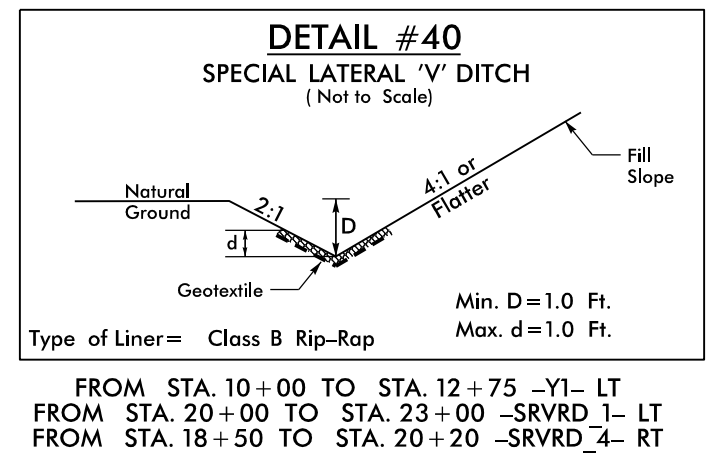 DETAIL #40
SPECIAL LATERAL 'V' DITCH
( Not to Scale)
Natural
Ground
2:1
D
d
4:1 or
Flatter
Fill
Slope
Geotextile
Min. D=1.0 Ft.
Max. d=1.0 Ft.
Type of Liner= Class B Rip-Rap
FROM STA. 10+00 TO STA. 12+75 -Y1- LT
FROM STA. 20+00 TO STA. 23+00 -SRVRD_1- LT
FROM STA. 18+50 TO STA. 20+20 -SRVRD_4- RT